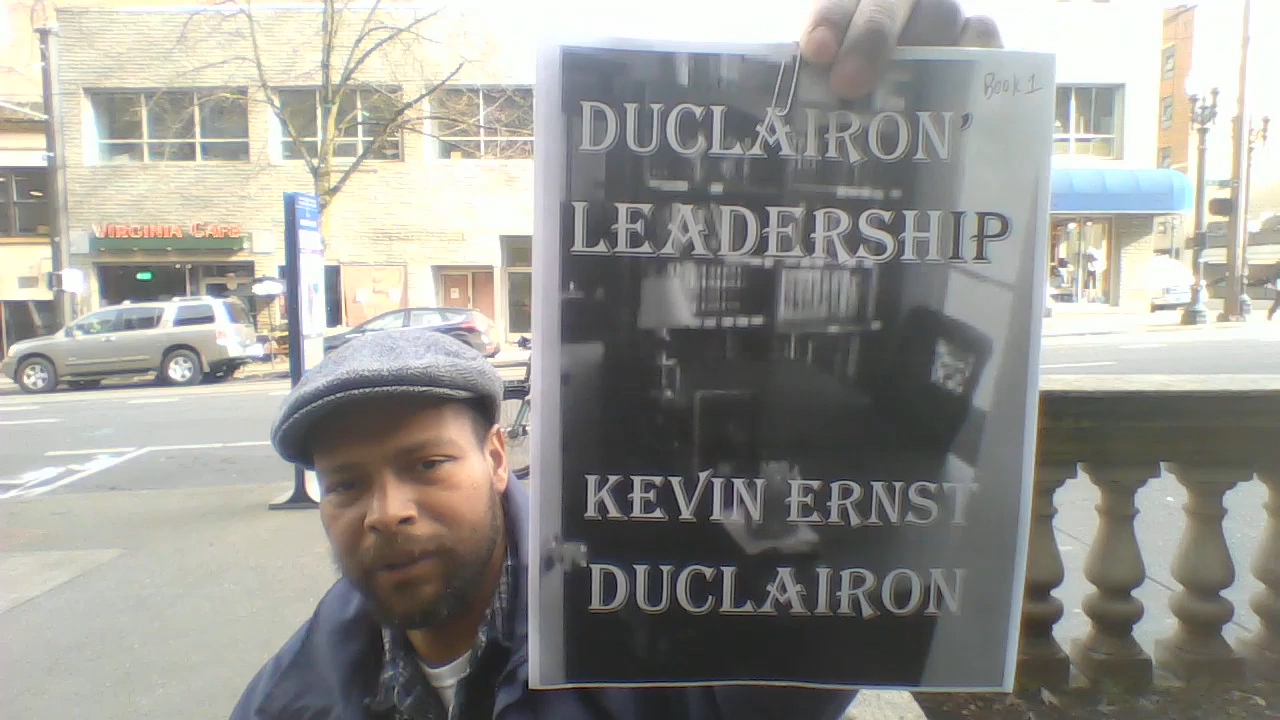 Book 1
DUCLAIRON'
LEADERSHIP
VIRGINIA CAFE
KEVIN ERNST
DUCLAIRON